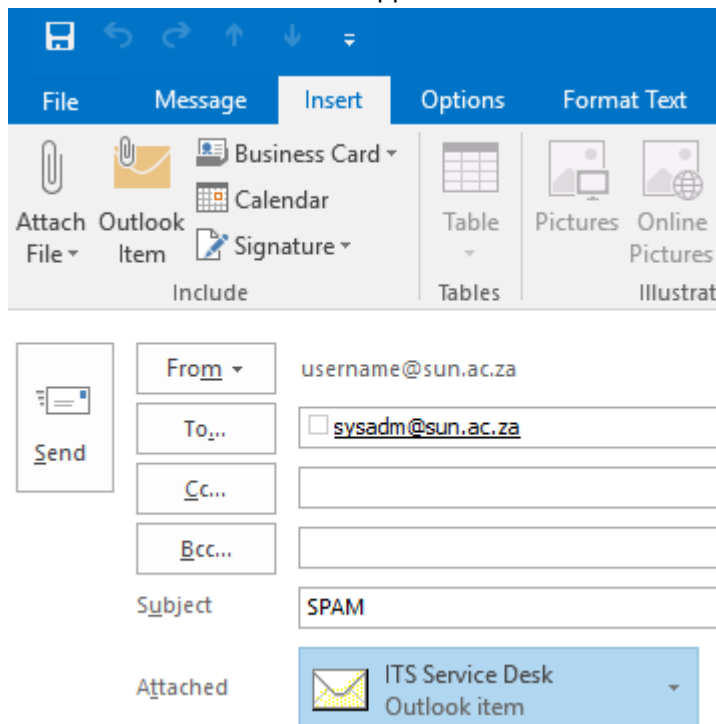 File Message Insert Options Format Text
Business Card
Calendar
Signature
Attach File
Outlook Item
Table
Pictures
Online Pictures
Include Tables Illustrat
From username@sun.ac.za
To... sysadm@sun.ac.za
Send
Cc...
Bcc...
Subject SPAM
Attached ITS Service Desk
Outlook item